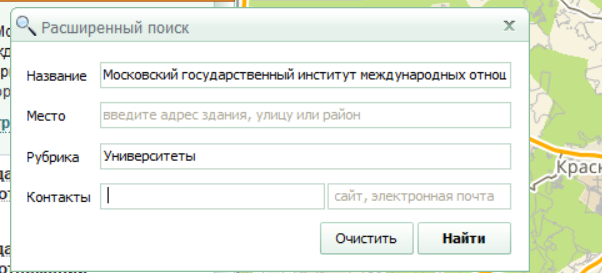 Расширенный поиск
Название Московский государственный институт международных отнош
Место введите адрес здания, улицу или район
Рубрика Университеты
Контакты сайт, электронная почта
Очистить Найти